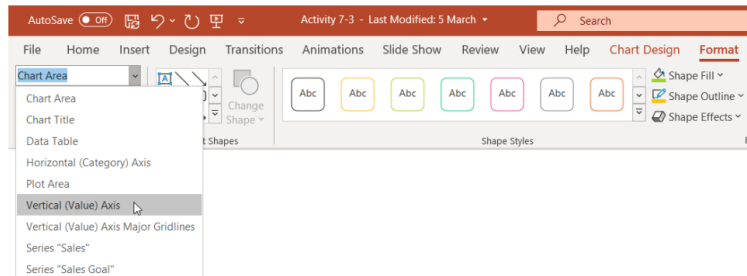 AutoSave Off Activity 7-3 - Last Modified: 5 March Search
File Home Insert Design Transitions Animations Slide Show Review View Help Chart Design Format
Chart Area
Abc Abc Abc Abc Abc Abc Abc
Change
Shape
Shape Fill
Shape Outline
Shape Effects
t Shapes
Shape Styles
Chart Area
Chart Title
Data Table
Horizontal (Category) Axis
Plot Area
Vertical (Value) Axis
Vertical (Value) Axis Major Gridlines
Series "Sales"
Series "Sales Goal"